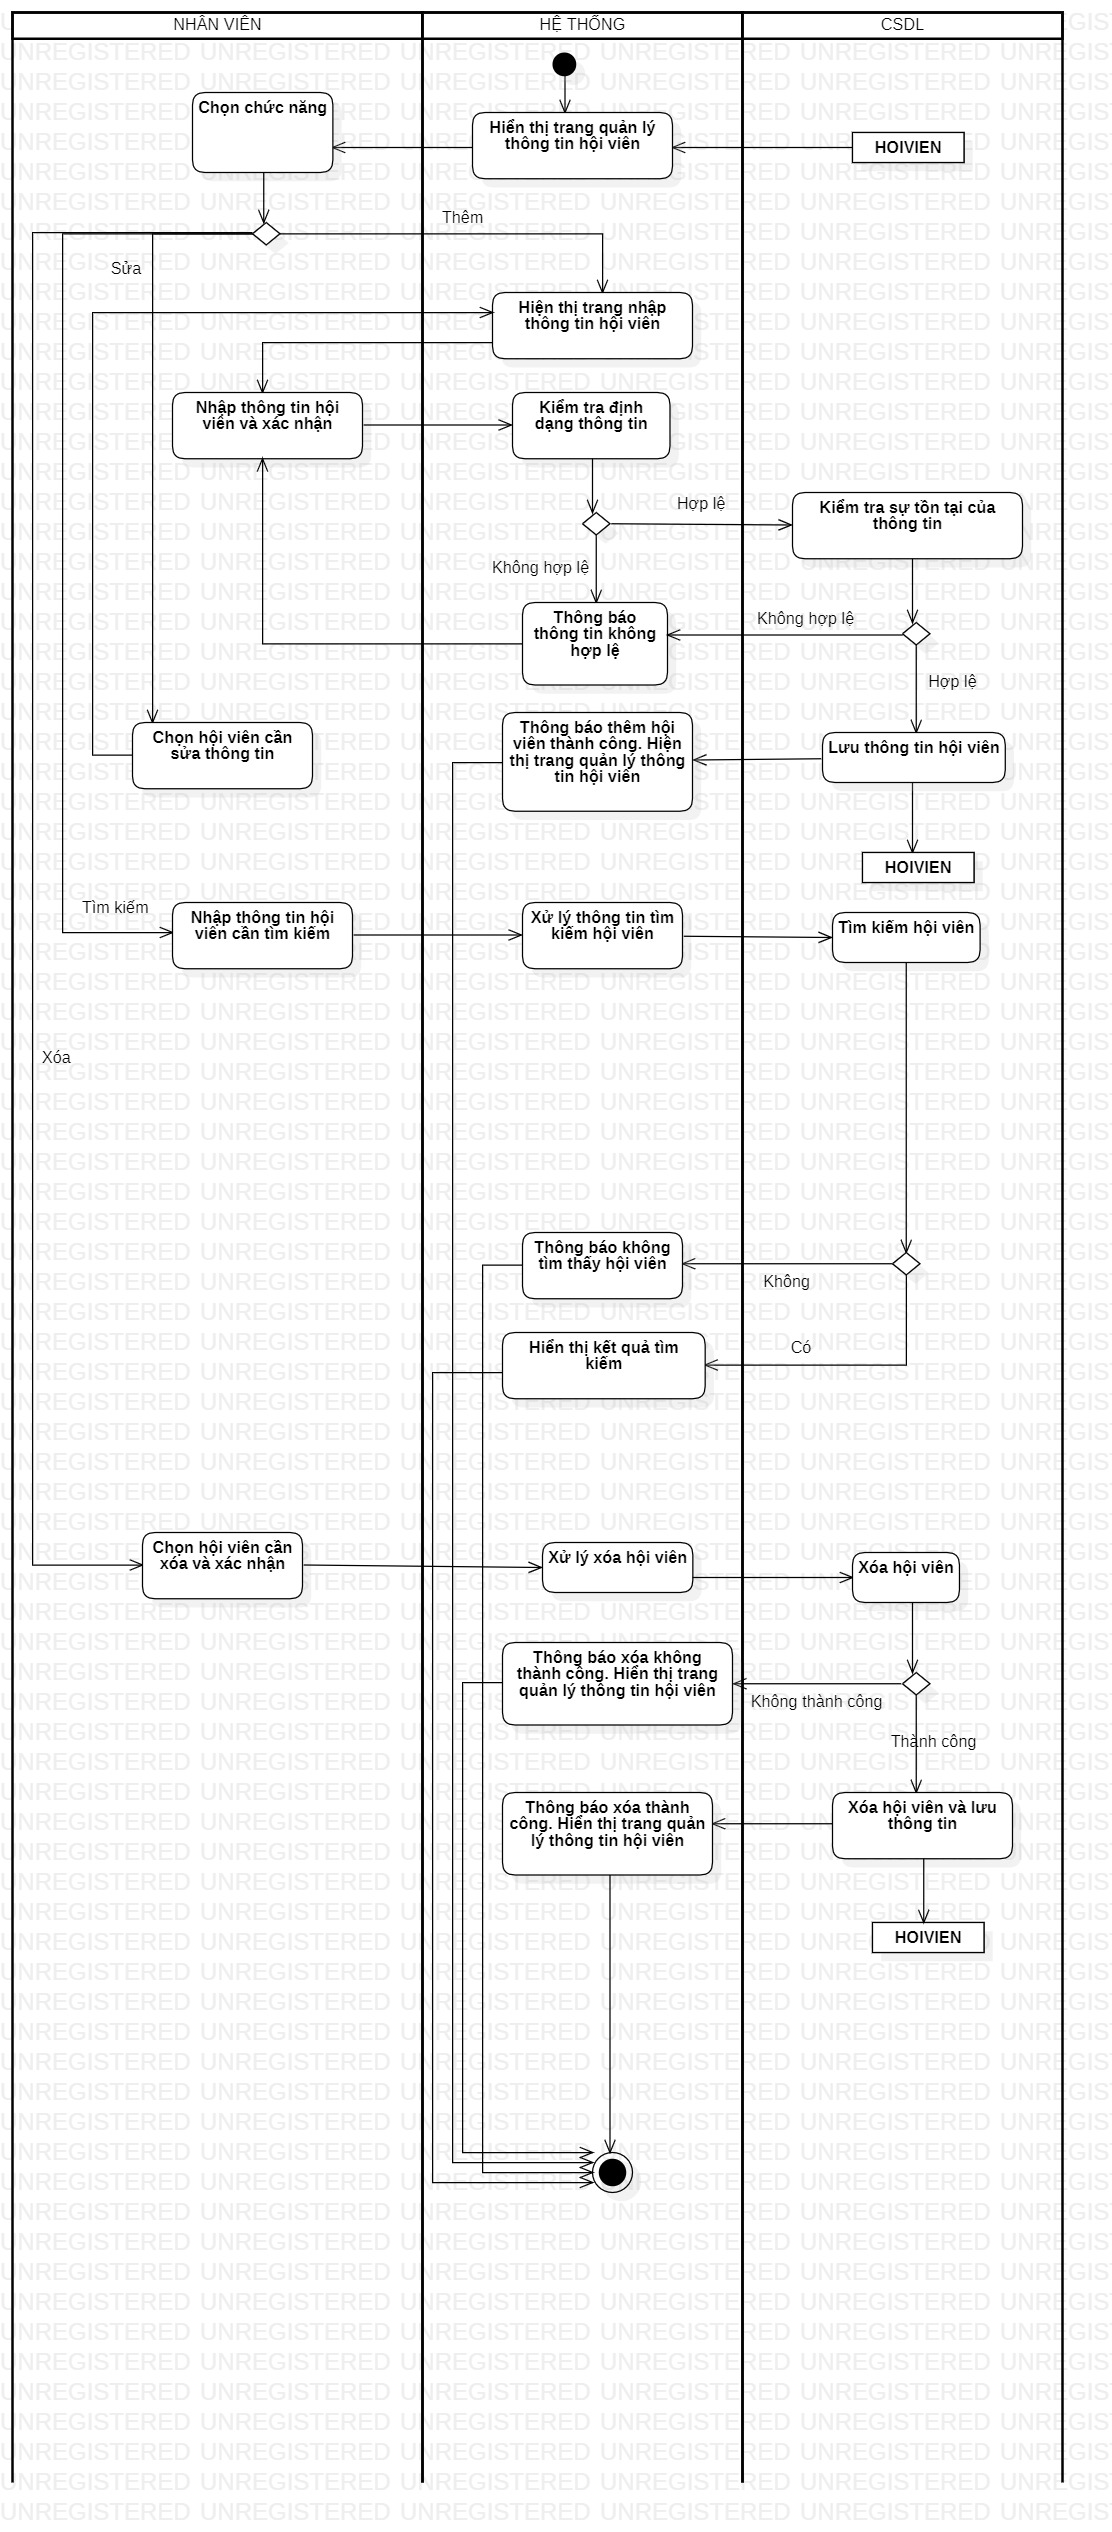 NHÂN VIÊN
HỆ THỐNG
CSDL
Chọn chức năng
Hiển thị trang quản lý
thông tin hội viên
HOIVIEN
Thêm
Sửa
Hiện thị trang nhập
thông tin hội viên
Nhập thông tin hội
viên và xác nhận
Kiểm tra định
dạng thông tin
Hợp lệ
Kiểm tra sự tồn tại của
thông tin
Không hợp lệ
Thông báo
thông tin không
hợp lệ
Không hợp lệ
Hợp lệ
Chọn hội viên cần
sửa thông tin
Thông báo thêm hội
viên thành công. Hiện
thị trang quản lý thông
tin hội viên
Lưu thông tin hội viên
HOIVIEN
Tìm kiếm
Nhập thông tin hội
viên cần tìm kiếm
Xử lý thông tin tìm
kiếm hội viên
Tìm kiếm hội viên
Xóa
Thông báo không
tìm thấy hội viên
Không
Hiển thị kết quả tìm
kiếm
Có
Chọn hội viên cần
xóa và xác nhận
Xử lý xóa hội viên
Xóa hội viên
Thông báo xóa không
thành công. Hiển thị trang
quản lý thông tin hội viên
Không thành công
Thành công
Thông báo xóa thành
công. Hiển thị trang quản
lý thông tin hội viên
Xóa hội viên và lưu
thông tin
HOIVIEN
UNREGISTERED